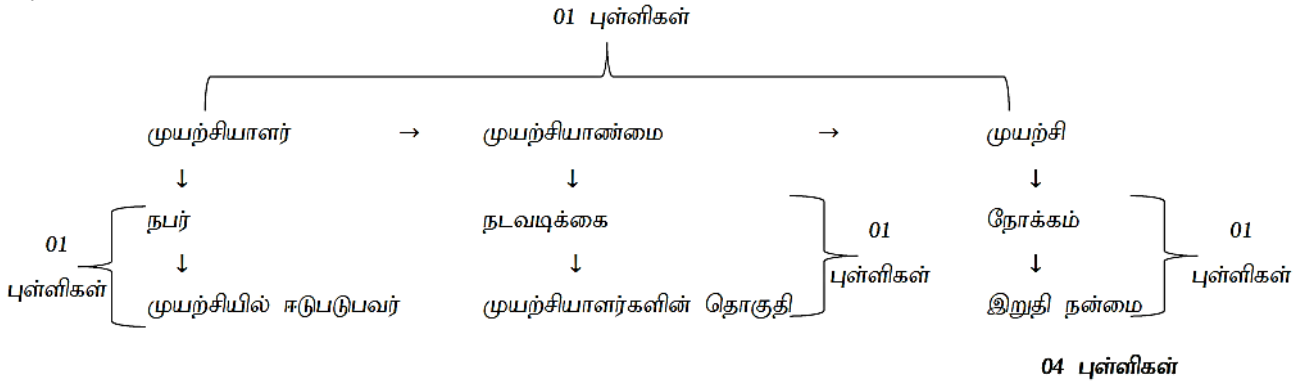 01 புள்ளிகள்
முயற்சியாளர் → முயற்சியாண்மை → முயற்சி
↓ ↓ ↓
நபர் நடவடிக்கை நோக்கம்
01 01 01
புள்ளிகள் ↓ ↓ புள்ளிகள் ↓ புள்ளிகள்
முயற்சியில் ஈடுபடுபவர் முயற்சியாளர்களின் தொகுதி இறுதி நன்மை
04 புள்ளிகள்